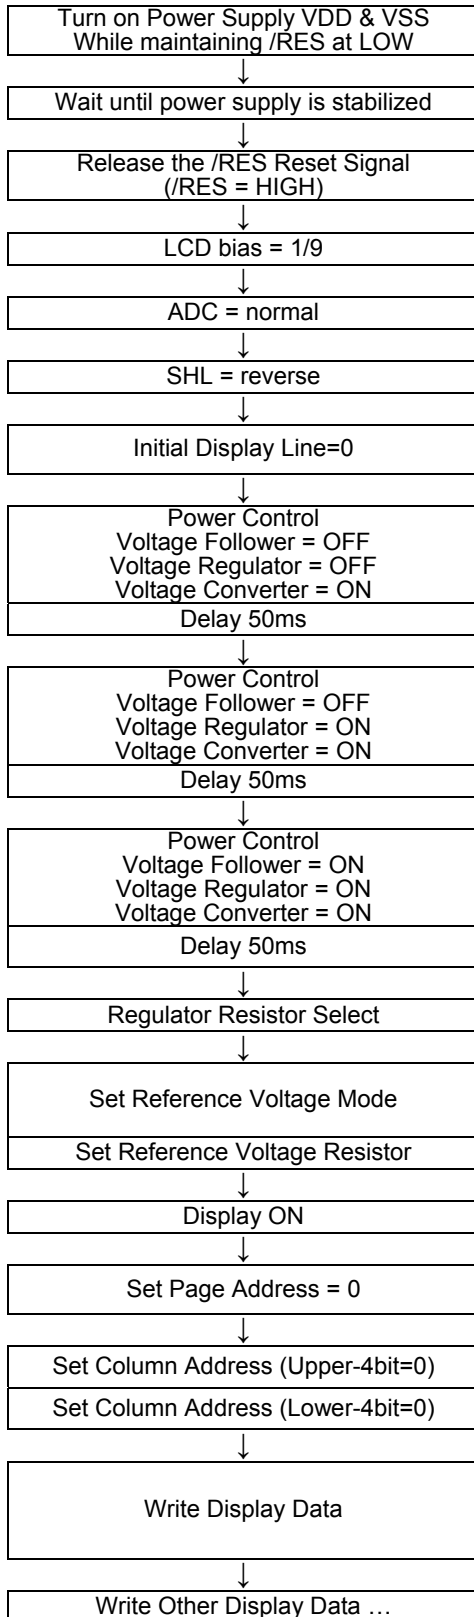 Turn on Power Supply VDD & VSS
While maintaining /RES at LOW
↓
Wait until power supply is stabilized
↓
Release the /RES Reset Signal
(/RES = HIGH)
↓
LCD bias = 1/9
↓
ADC = normal
↓
SHL = reverse
↓
Initial Display Line=0
↓
Power Control
Voltage Follower = OFF
Voltage Regulator = OFF
Voltage Converter = ON
Delay 50ms
↓
Power Control
Voltage Follower = OFF
Voltage Regulator = ON
Voltage Converter = ON
Delay 50ms
↓
Power Control
Voltage Follower = ON
Voltage Regulator = ON
Voltage Converter = ON
Delay 50ms
↓
Regulator Resistor Select
↓
Set Reference Voltage Mode
Set Reference Voltage Resistor
↓
Display ON
↓
Set Page Address = 0
↓
Set Column Address (Upper-4bit=0)
Set Column Address (Lower-4bit=0)
↓
Write Display Data
↓
Write Other Display Data …